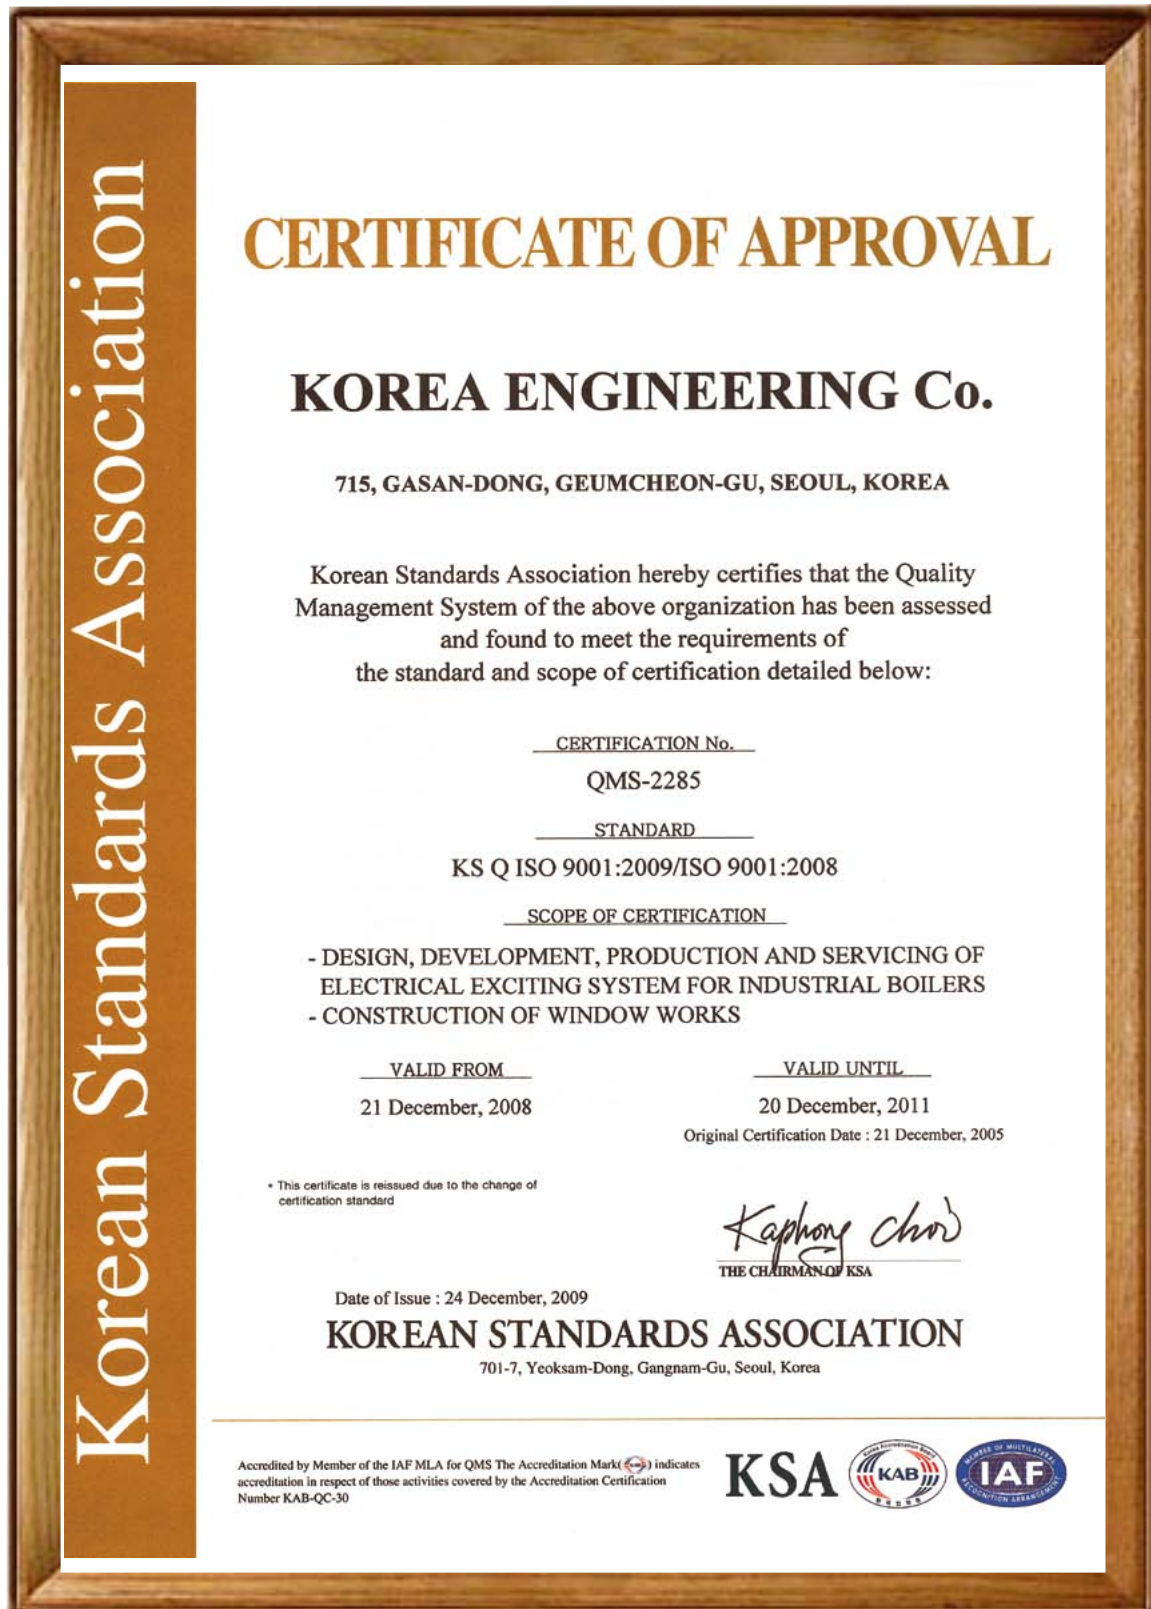 Korean Standards Association
CERTIFICATE OF APPROVAL
KOREA ENGINEERING Co.
715, GASAN-DONG, GEUMCHEON-GU, SEOUL, KOREA
Korean Standards Association hereby certifies that the Quality
Management System of the above organization has been assessed
and found to meet the requirements of
the standard and scope of certification detailed below:
CERTIFICATION No.
QMS-2285
STANDARD
KS Q ISO 9001:2009/ISO 9001:2008
SCOPE OF CERTIFICATION
- DESIGN, DEVELOPMENT, PRODUCTION AND SERVICING OF
ELECTRICAL EXCITING SYSTEM FOR INDUSTRIAL BOILERS
- CONSTRUCTION OF WINDOW WORKS
VALID FROM
21 December, 2008
VALID UNTIL
20 December, 2011
Original Certification Date : 21 December, 2005
* This certificate is reissued due to the change of
certification standard
Kaphong Choi
THE CHAIRMAN OF KSA
Date of Issue : 24 December, 2009
KOREAN STANDARDS ASSOCIATION
701-7, Yeoksam-Dong, Gangnam-Gu, Seoul, Korea
Accredited by Member of the IAF MLA for QMS The Accreditation Mark( ) indicates
accreditation in respect of those activities covered by the Accreditation Certification
Number KAB-QC-30
KSA
Korea Accreditation Board
KAB
MEMBER OF MULTILATERAL
IAF
RECOGNITION ARRANGEMENT